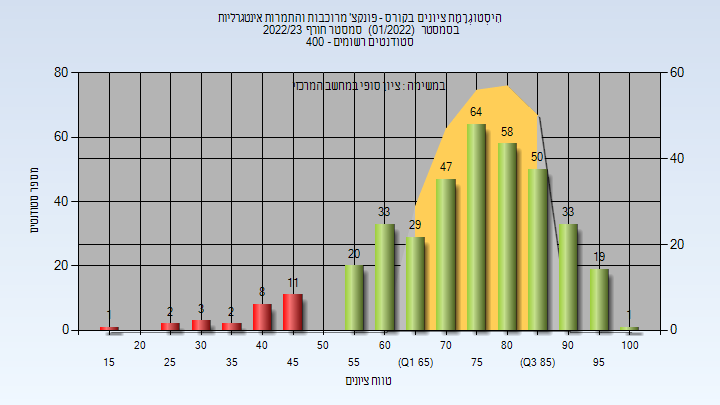 הִיסְטוֹגְרָמַת ציונים בקורס - פונקצ' מרוכבות והתמרות אינטגרליות
בסמסטר (01/2022) סמסטר חורף 2022/23
סטודנטים רשומים - 400
במשימה : ציון סופי במחשב המרכזי
80 60 40 20 0
מספר סטודנטים
60 40 20 0
1 2 3 2 8 11 20 33 29 47 64 58 50 33 19 1
20 30 40 50 60 70 80 90 100
15 25 35 45 55 (Q1 65) 75 (Q3 85) 95
טווח ציונים